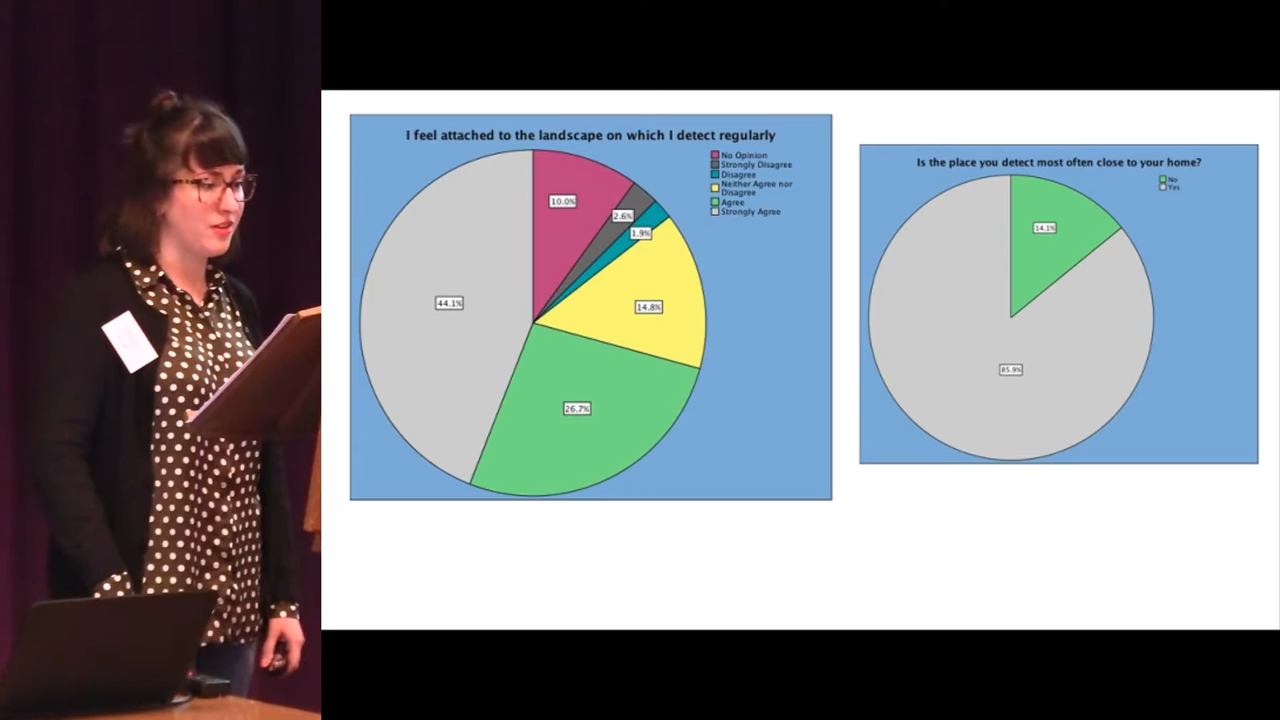 I feel attached to the landscape on which I detect regularly
No Opinion
Strongly Disagree
Disagree
Neither Agree nor
Disagree
Agree
Strongly Agree
10.0%
2.6%
1.9%
14.8%
26.7%
44.1%
Is the place you detect most often close to your home?
No
Yes
14.1%
85.9%